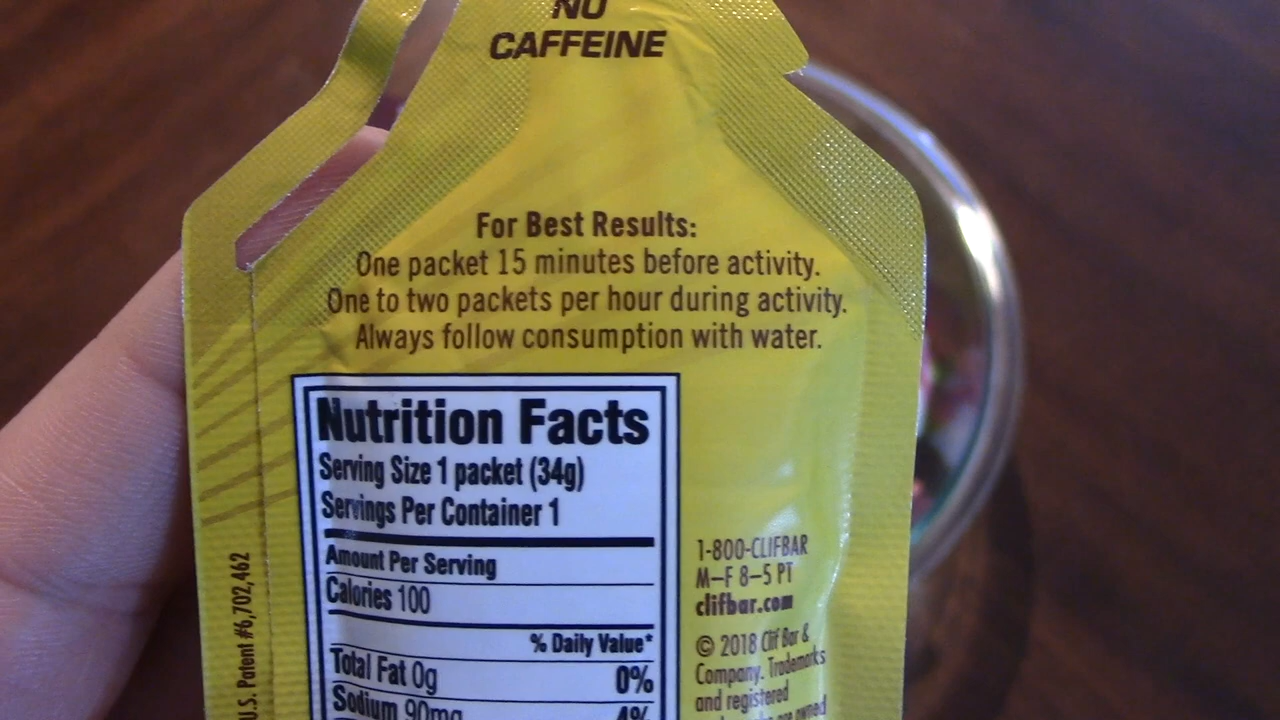 NO
CAFFEINE
For Best Results:
One packet 15 minutes before activity.
One to two packets per hour during activity.
Always follow consumption with water.
Nutrition Facts
Serving Size 1 packet (34g)
Servings Per Container 1
Amount Per Serving
Calories 100
% Daily Value*
Total Fat 0g 0%
Sodium 90mg 4%
1-800-CLIFBAR
M–F 8–5 PT
clifbar.com
© 2018 Clif Bar &
Company. Trademarks
and registered
are owned
U.S. Patent #6,702,462